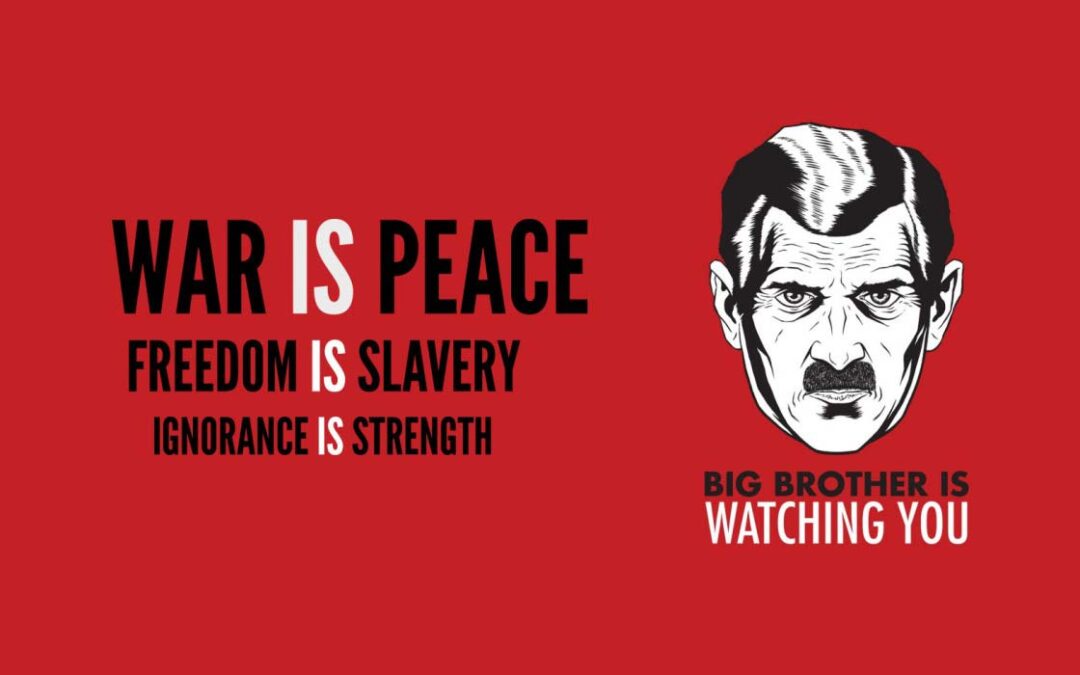 WAR IS PEACE
FREEDOM IS SLAVERY
IGNORANCE IS STRENGTH
BIG BROTHER IS
WATCHING YOU